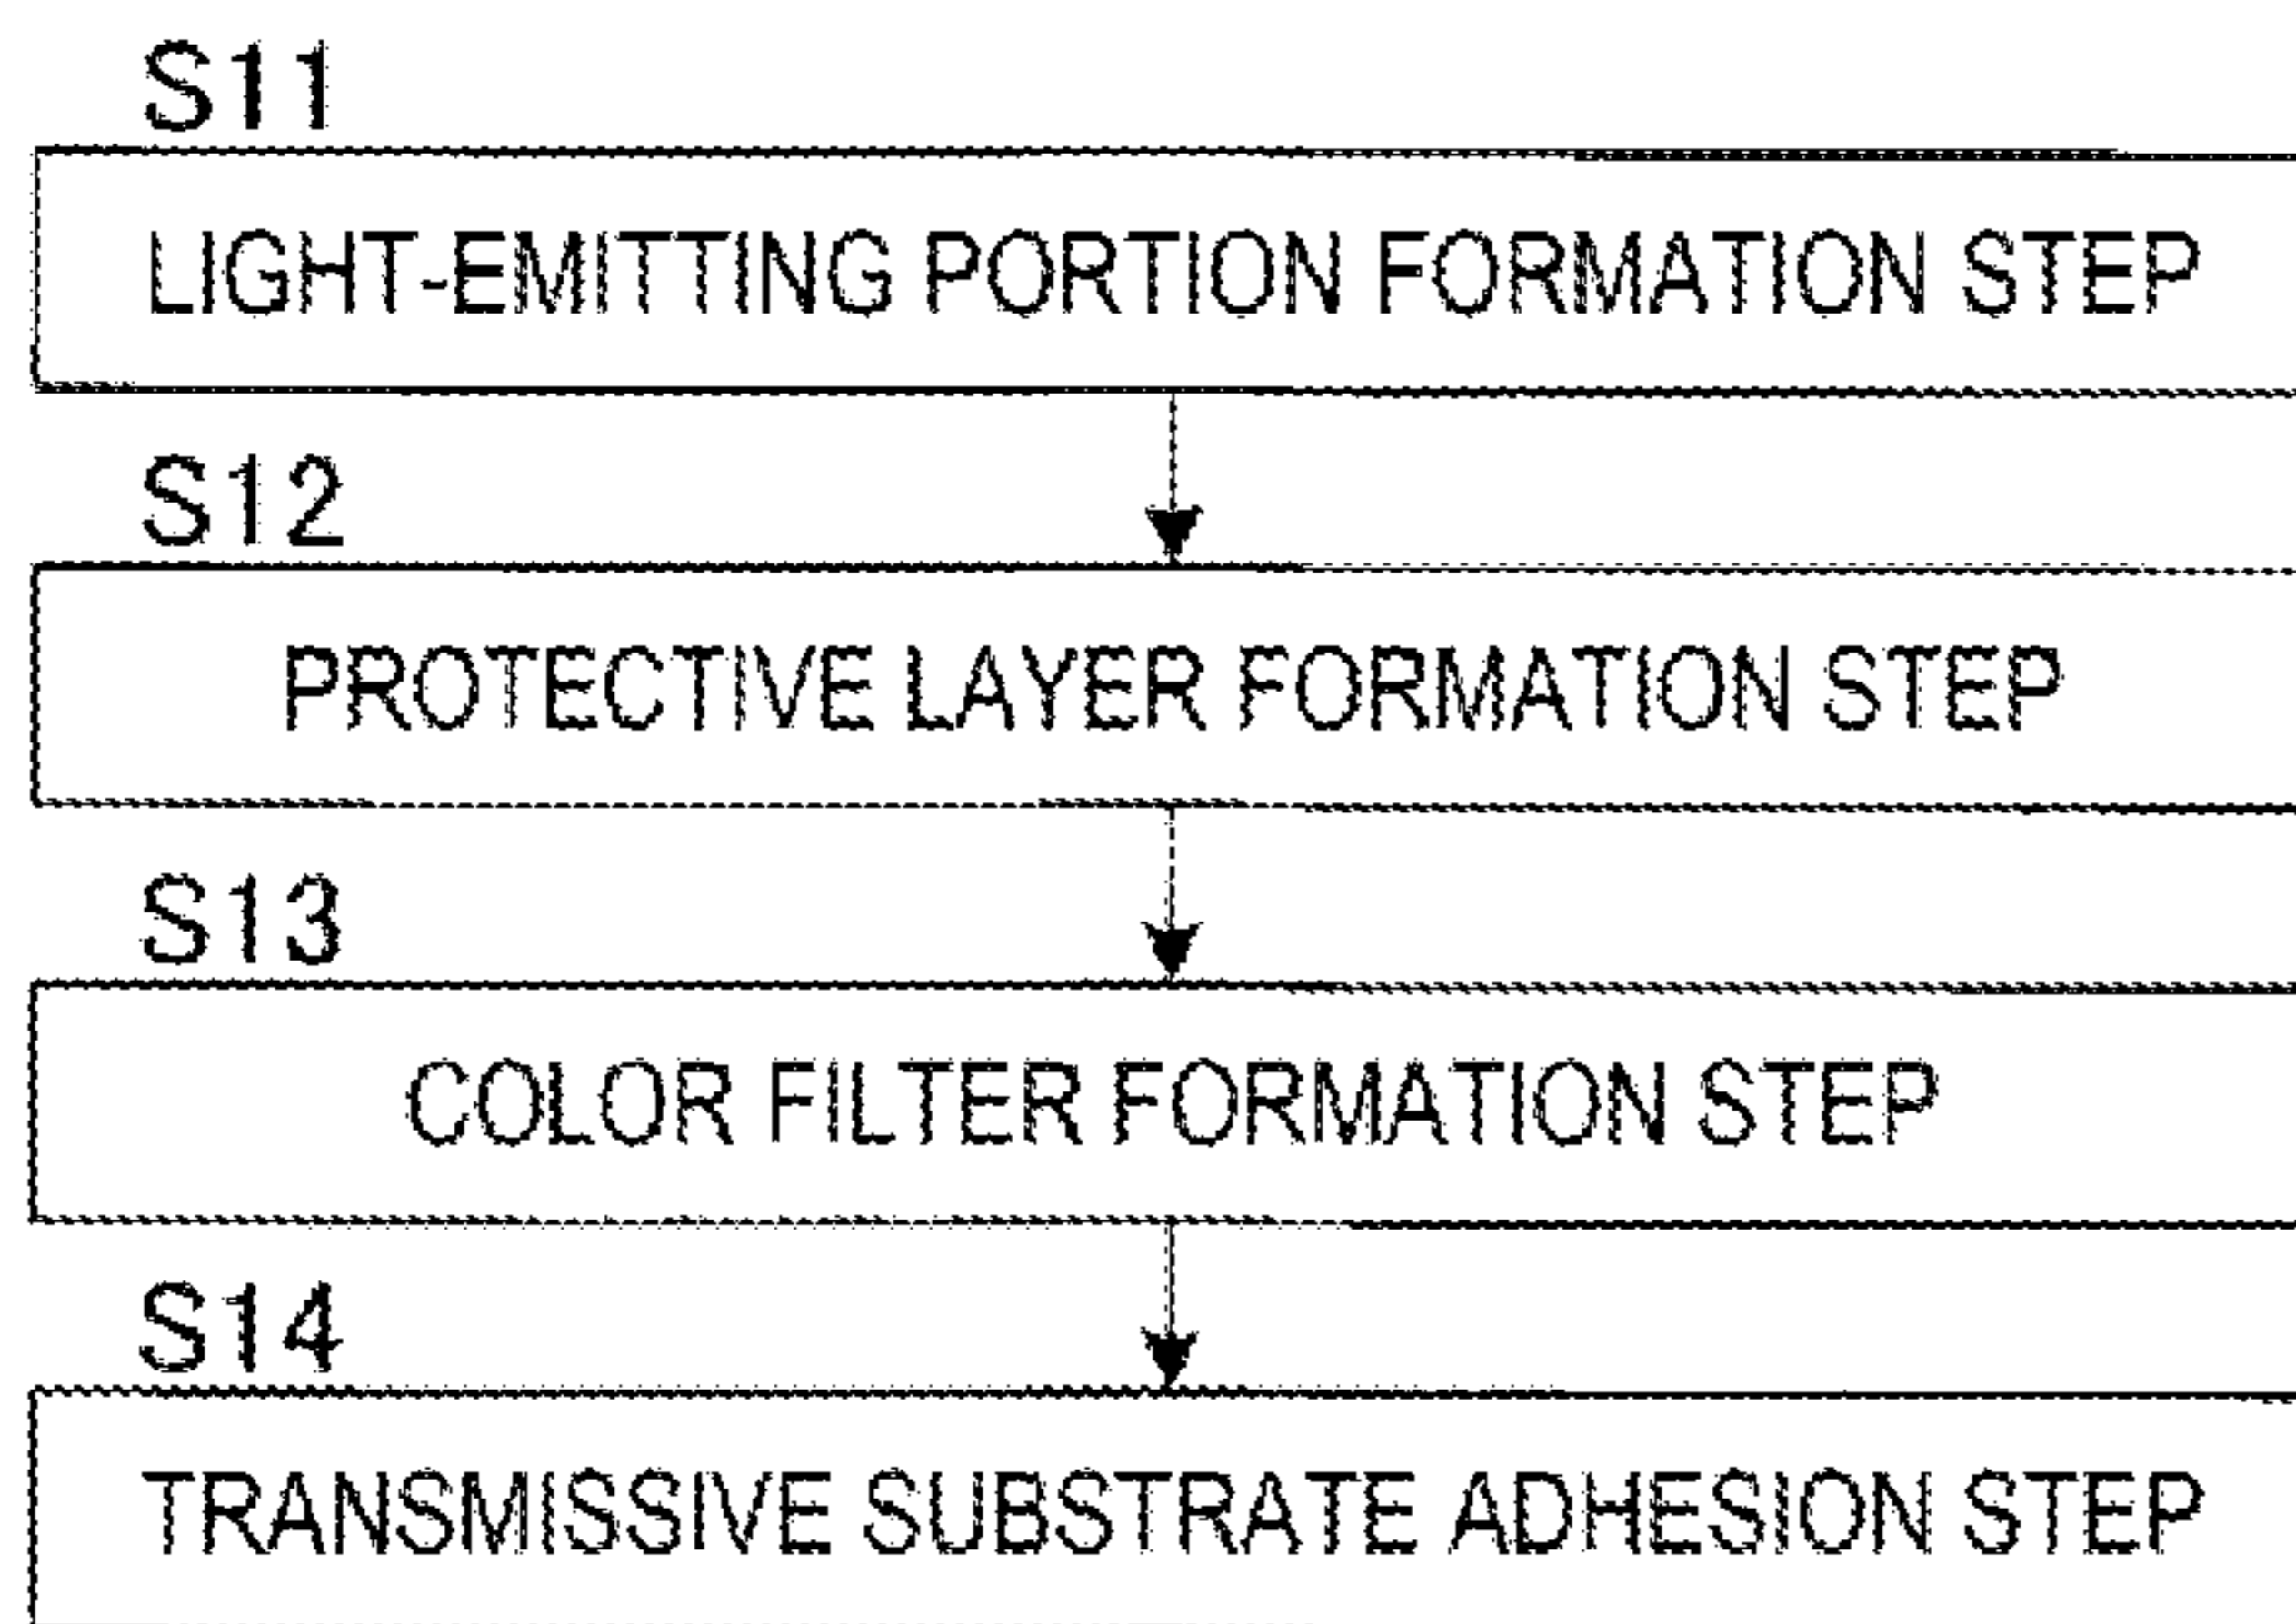 S11
LIGHT-EMITTING PORTION FORMATION STEP
S12
PROTECTIVE LAYER FORMATION STEP
S13
COLOR FILTER FORMATION STEP
S14
TRANSMISSIVE SUBSTRATE ADHESION STEP